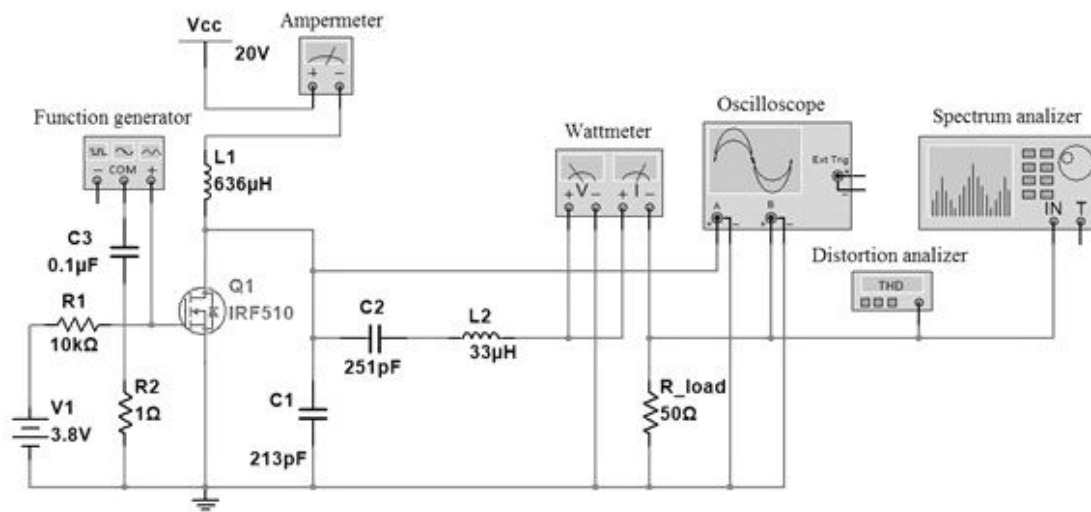 Vcc
20V
Ampermeter
+ −
Function generator
− COM +
L1
636µH
C3
0.1µF
R1
10kΩ
Q1
IRF510
R2
1Ω
V1
3.8V
C1
213pF
C2
251pF
L2
33µH
Wattmeter
+ V − + I −
R_load
50Ω
Oscilloscope
Ext Trig
+
−
A
B
+ − + −
Spectrum analizer
IN T
Distortion analizer
THD